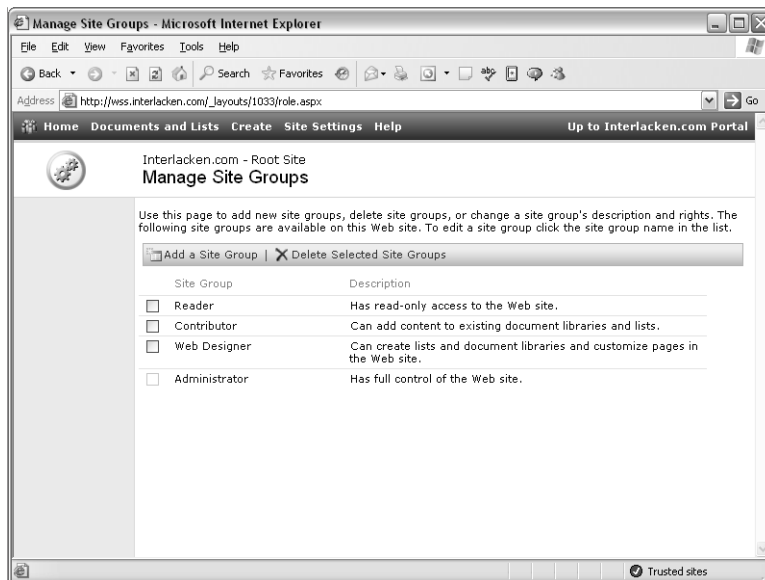 Manage Site Groups - Microsoft Internet Explorer
File Edit View Favorites Tools Help
Back Search Favorites
Address http://wss.interlacken.com/_layouts/1033/role.aspx Go
Home Documents and Lists Create Site Settings Help Up to Interlacken.com Portal
Interlacken.com - Root Site
Manage Site Groups
Use this page to add new site groups, delete site groups, or change a site group's description and rights. The
following site groups are available on this Web site. To edit a site group click the site group name in the list.
Add a Site Group | Delete Selected Site Groups
Site Group Description
Reader Has read-only access to the Web site.
Contributor Can add content to existing document libraries and lists.
Web Designer Can create lists and document libraries and customize pages in
the Web site.
Administrator Has full control of the Web site.
Trusted sites